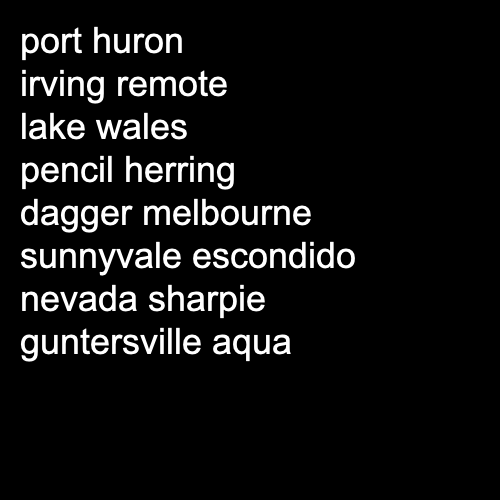 port huron
irving remote
lake wales
pencil herring
dagger melbourne
sunnyvale escondido
nevada sharpie
guntersville aqua